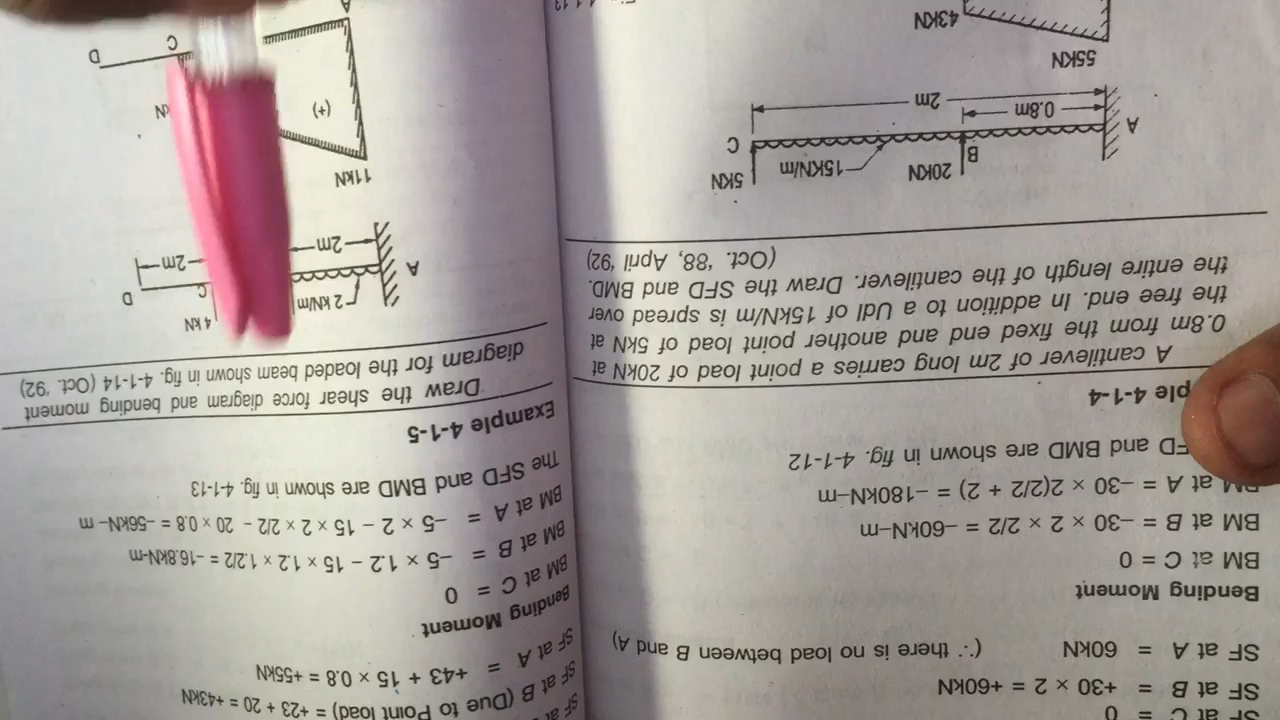 SF at C = 0
SF at B = +30 × 2 = +60kN
SF at A = 60kN (∵ there is no load between B and A)
Bending Moment
BM at C = 0
BM at B = –30 × 2 × 2/2 = –60kN–m
BM at A = –30 × 2(2/2 + 2) = –180kN–m
FD and BMD are shown in fig. 4-1-12
ple 4-1-4
A cantilever of 2m long carries a point load of 20kN at
0.8m from the fixed end and another point load of 5kN at
the free end. In addition to a Udl of 15kN/m is spread over
the entire length of the cantilever. Draw the SFD and BMD.
(Oct. '88, April '92)
20KN 15KN/m 5KN
A B C
0.8m
2m
55KN
43KN
SF at
SF at B (Due to Point load) = +23 + 20 = +43kN
SF at A = +43 + 15 × 0.8 = +55kN
Bending Moment
BM at C = 0
BM at B = –5 × 1.2 – 15 × 1.2 × 1.2/2 = –16.8kN-m
BM at A = –5 × 2 – 15 × 2 × 2/2 – 20 × 0.8 = –56kN– m
The SFD and BMD are shown in fig. 4-1-13
Example 4-1-5
Draw the shear force diagram and bending moment
diagram for the loaded beam shown in fig. 4-1-14 (Oct. '92)
2 kN/m 4 KN
A C D
2m 2m
11KN
(+)
C D
A